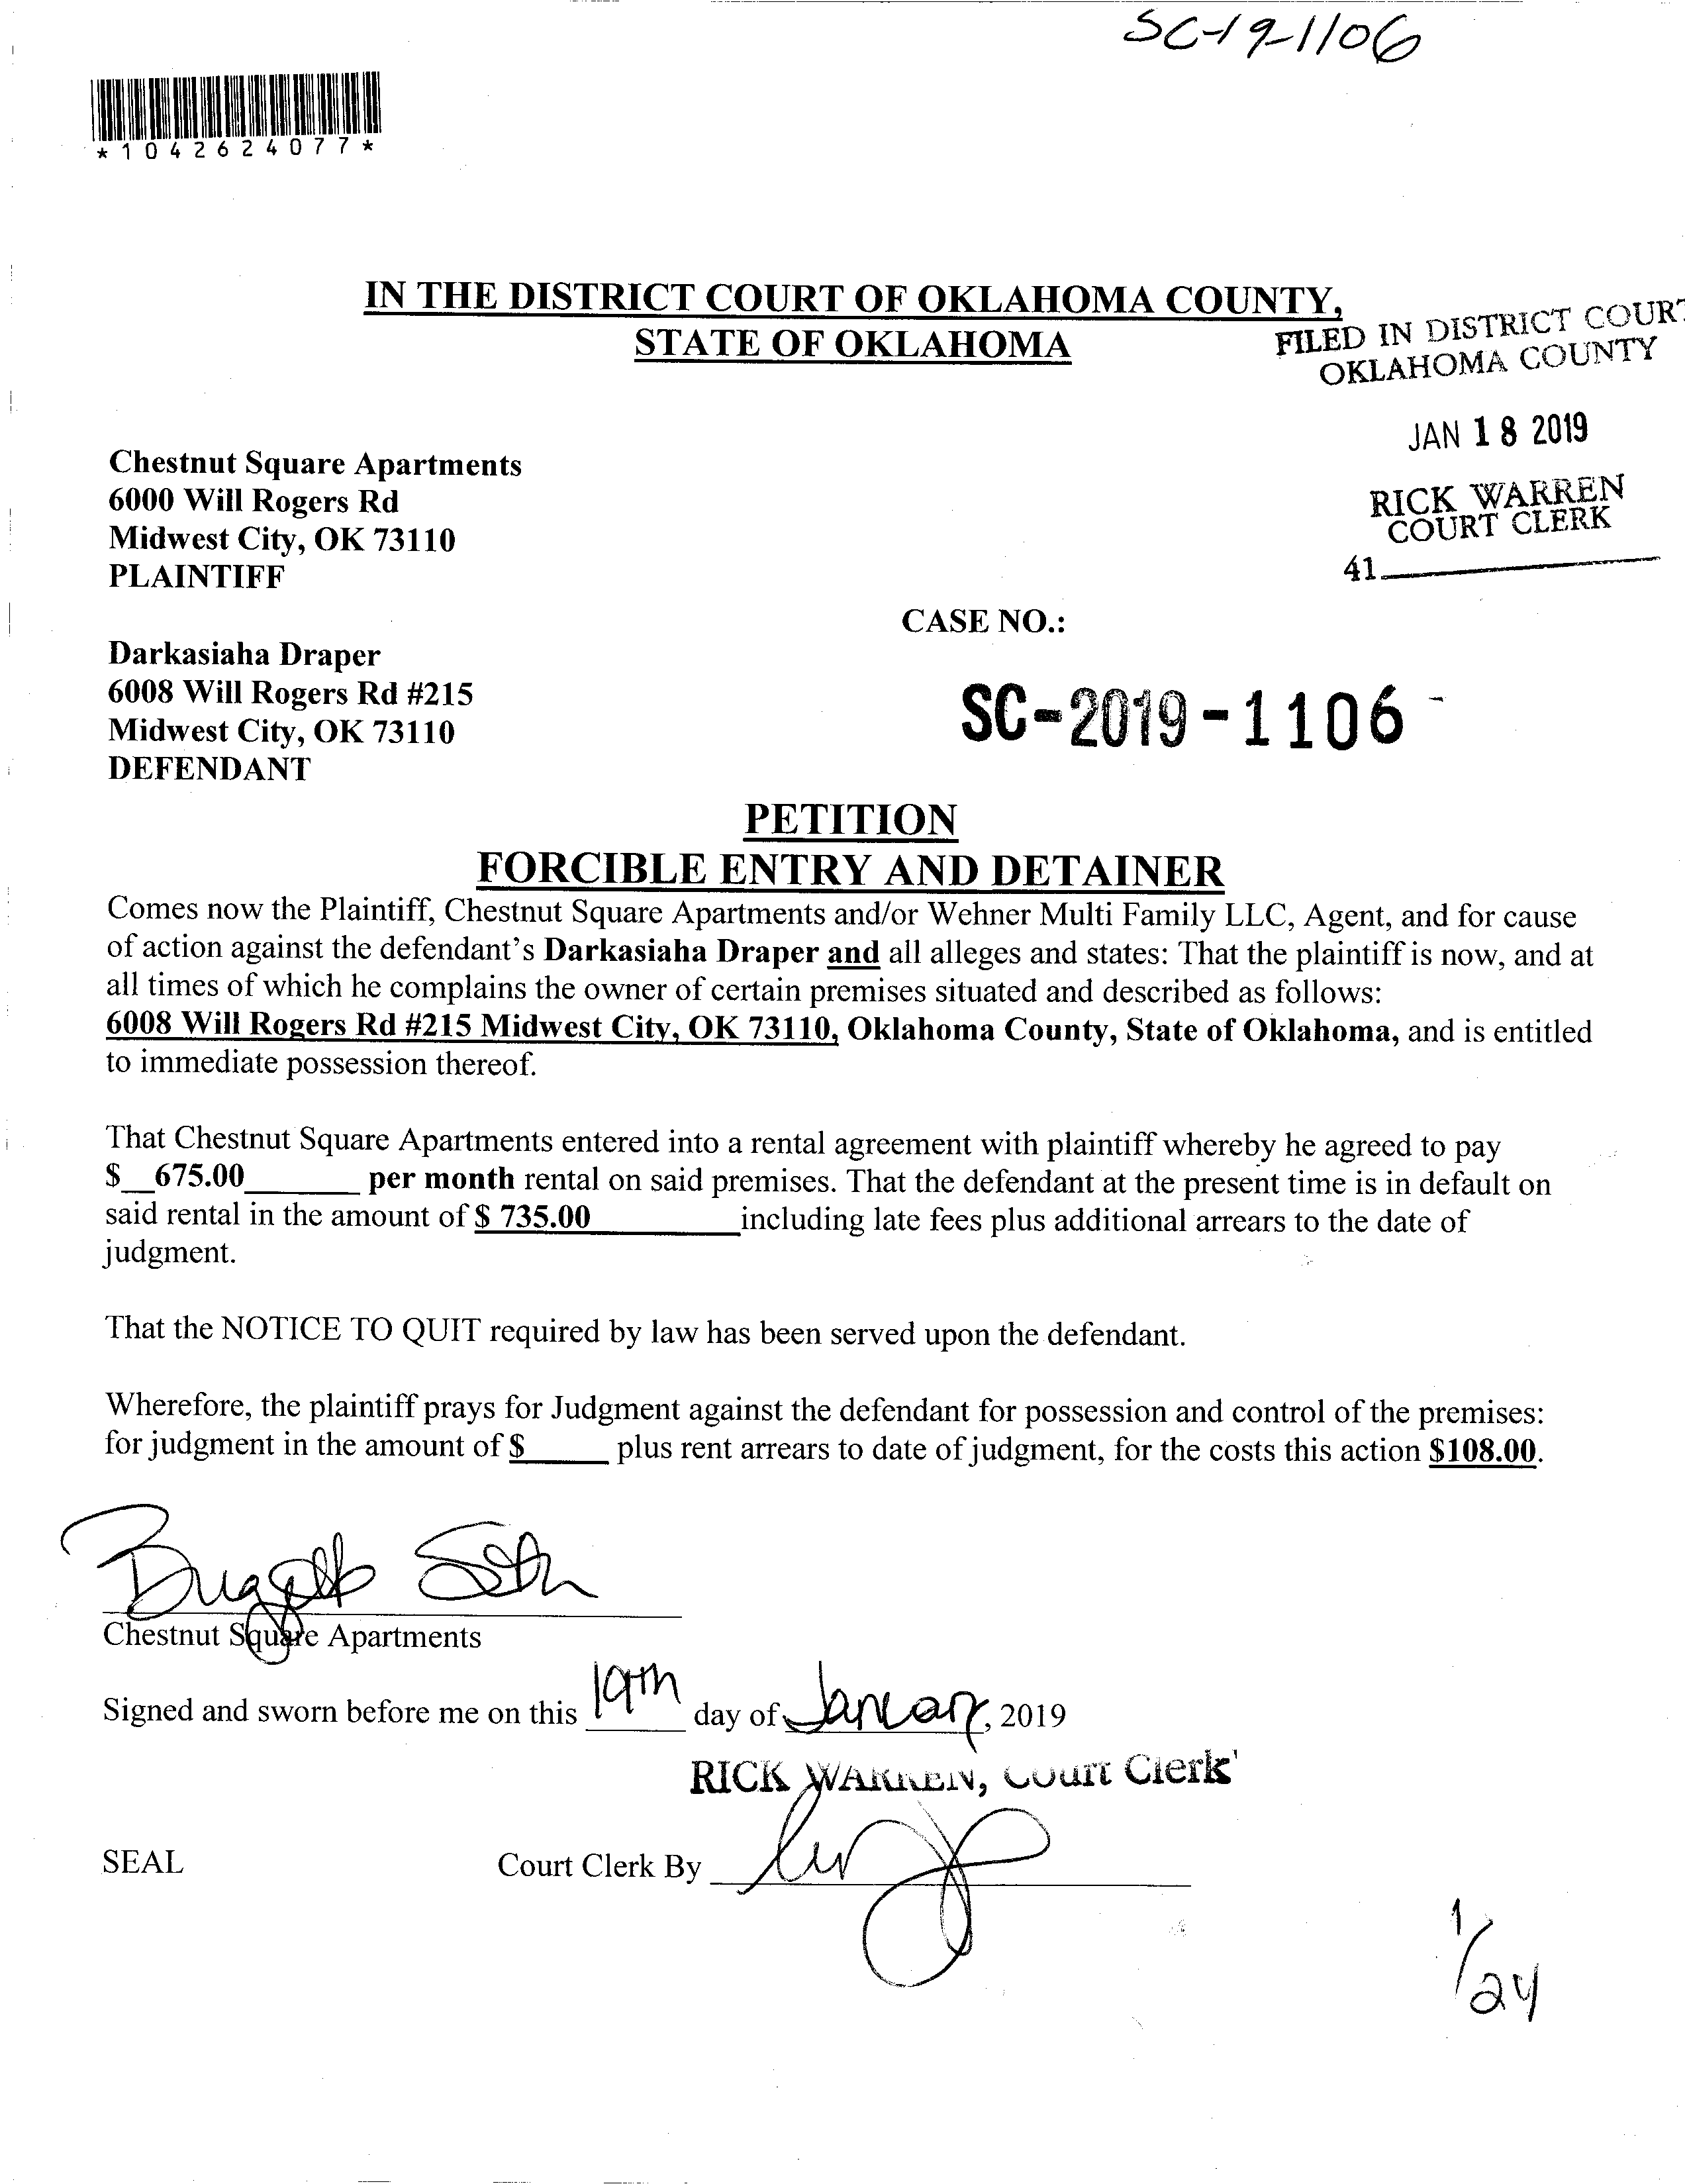 SC-19-1106
*1042624077*
IN THE DISTRICT COURT OF OKLAHOMA COUNTY,
STATE OF OKLAHOMA
FILED IN DISTRICT COURT
OKLAHOMA COUNTY
JAN 18 2019
RICK WARREN
COURT CLERK
41
Chestnut Square Apartments
6000 Will Rogers Rd
Midwest City, OK 73110
PLAINTIFF
CASE NO.:
Darkasiaha Draper
6008 Will Rogers Rd #215
Midwest City, OK 73110
DEFENDANT
SC-2019-1106
PETITION
FORCIBLE ENTRY AND DETAINER
Comes now the Plaintiff, Chestnut Square Apartments and/or Wehner Multi Family LLC, Agent, and for cause
of action against the defendant's Darkasiaha Draper and all alleges and states: That the plaintiff is now, and at
all times of which he complains the owner of certain premises situated and described as follows:
6008 Will Rogers Rd #215 Midwest City, OK 73110, Oklahoma County, State of Oklahoma, and is entitled
to immediate possession thereof.
That Chestnut Square Apartments entered into a rental agreement with plaintiff whereby he agreed to pay
$__675.00_______ per month rental on said premises. That the defendant at the present time is in default on
said rental in the amount of $ 735.00_________including late fees plus additional arrears to the date of
judgment.
That the NOTICE TO QUIT required by law has been served upon the defendant.
Wherefore, the plaintiff prays for Judgment against the defendant for possession and control of the premises:
for judgment in the amount of $_____ plus rent arrears to date of judgment, for the costs this action $108.00.
Chestnut Square Apartments
Signed and sworn before me on this 19th day of January, 2019
RICK WARREN, Court Clerk
SEAL
Court Clerk By
1/24